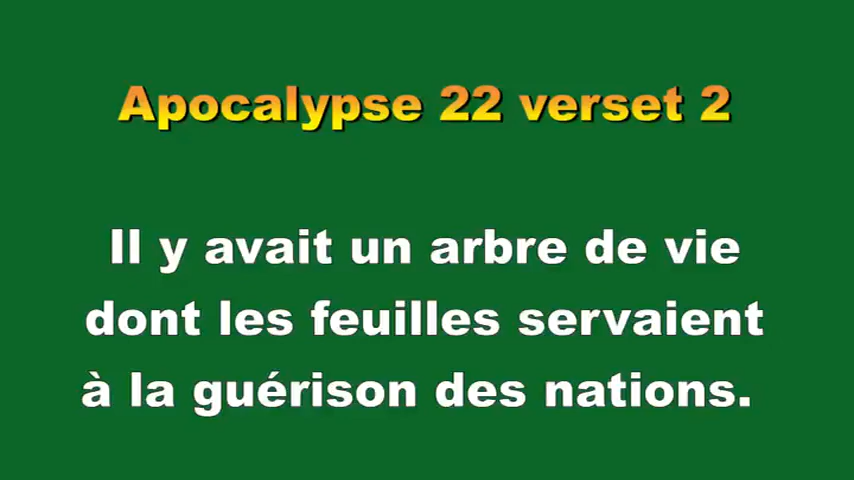 Apocalypse 22 verset 2
Il y avait un arbre de vie
dont les feuilles servaient
à la guérison des nations.